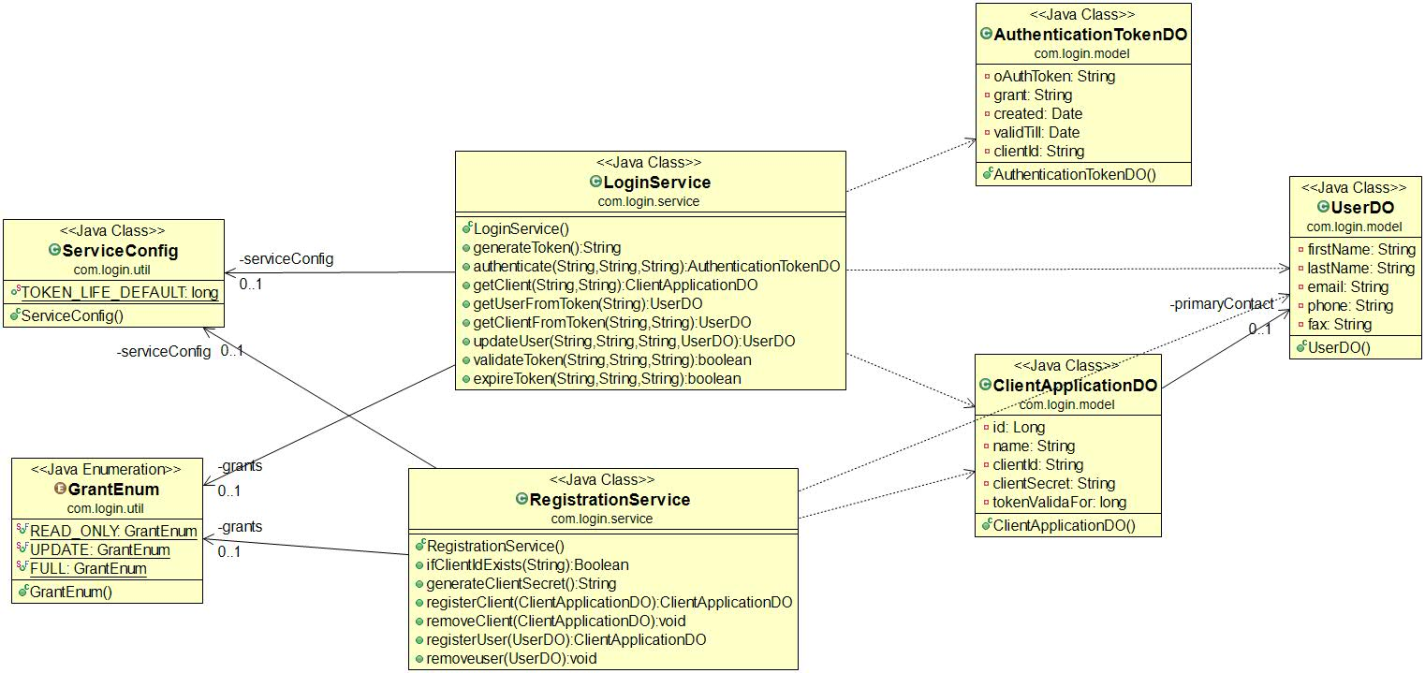 <<Java Class>>
AuthenticationTokenDO
com.login.model
oAuthToken: String
grant: String
created: Date
validTill: Date
clientId: String
AuthenticationTokenDO()
<<Java Class>>
LoginService
com.login.service
LoginService()
generateToken():String
authenticate(String,String,String):AuthenticationTokenDO
getClient(String,String):ClientApplicationDO
getUserFromToken(String):UserDO
getClientFromToken(String,String):UserDO
updateUser(String,String,String,UserDO):UserDO
validateToken(String,String,String):boolean
expireToken(String,String,String):boolean
<<Java Class>>
UserDO
com.login.model
firstName: String
lastName: String
email: String
phone: String
fax: String
UserDO()
<<Java Class>>
ServiceConfig
com.login.util
TOKEN_LIFE_DEFAULT: long
ServiceConfig()
-serviceConfig
0..1
-serviceConfig
0..1
-primaryContact
0..1
<<Java Class>>
ClientApplicationDO
com.login.model
id: Long
name: String
clientId: String
clientSecret: String
tokenValidaFor: long
ClientApplicationDO()
<<Java Enumeration>>
GrantEnum
com.login.util
READ_ONLY: GrantEnum
UPDATE: GrantEnum
FULL: GrantEnum
GrantEnum()
-grants
0..1
-grants
0..1
<<Java Class>>
RegistrationService
com.login.service
RegistrationService()
ifClientIdExists(String):Boolean
generateClientSecret():String
registerClient(ClientApplicationDO):ClientApplicationDO
removeClient(ClientApplicationDO):void
registerUser(UserDO):ClientApplicationDO
removeuser(UserDO):void